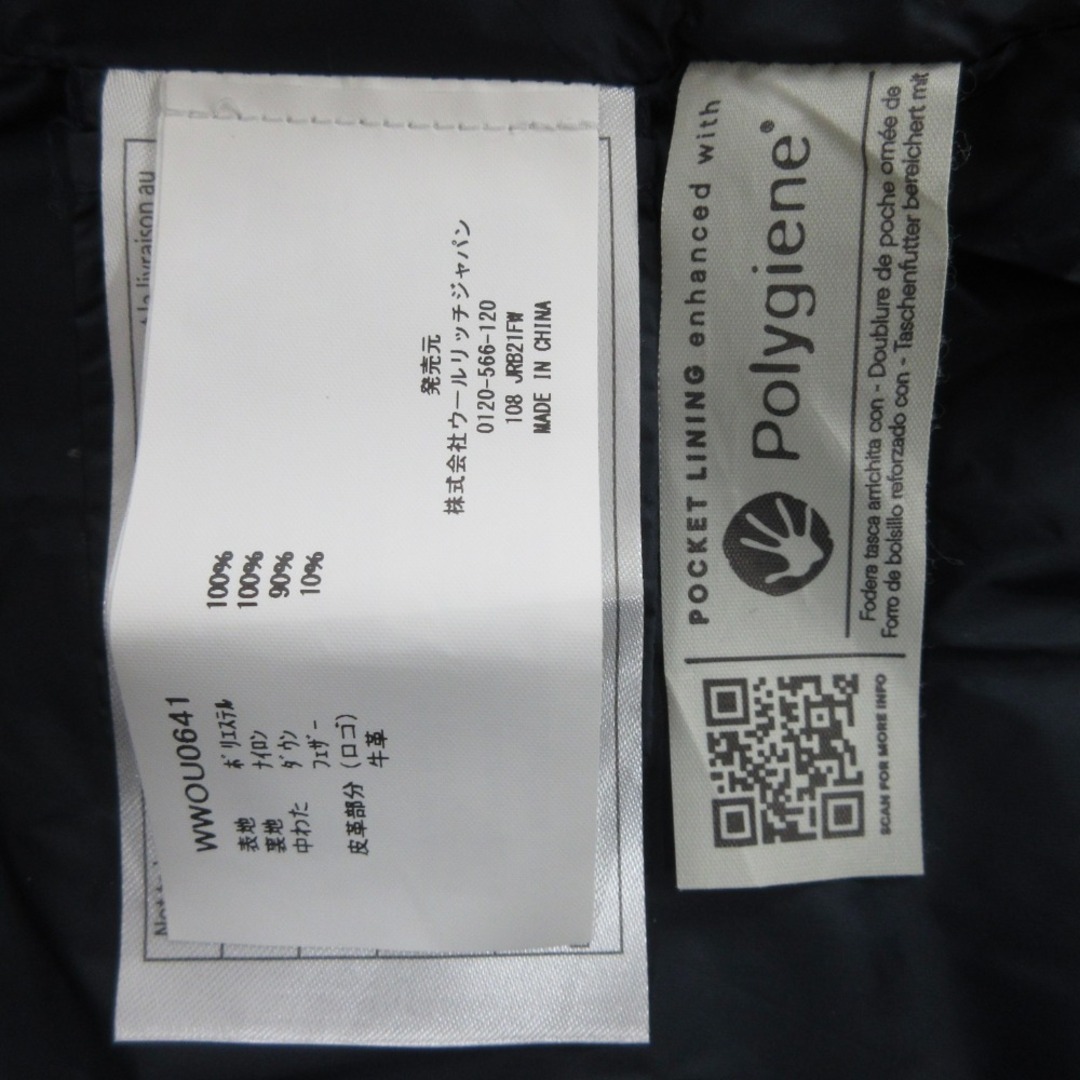 WWOU0641
表地 ﾎﾟﾘｴｽﾃﾙ 100%
裏地 ﾅｲﾛﾝ 100%
中わた ﾀﾞｳﾝ 90%
ﾌｪｻﾞｰ 10%
皮革部分 (ロゴ)
牛革
発売元
株式会社ウールリッチジャパン
0120-566-120
108 JRB21FW
MADE IN CHINA
livraison au
POCKET LINING enhanced with
Polygiene®
Fodera tasca arrichita con - Doublure de poche ornée de
Forro de bolsillo reforzado con - Taschenfutter bereichert mit
SCAN FOR MORE INFO